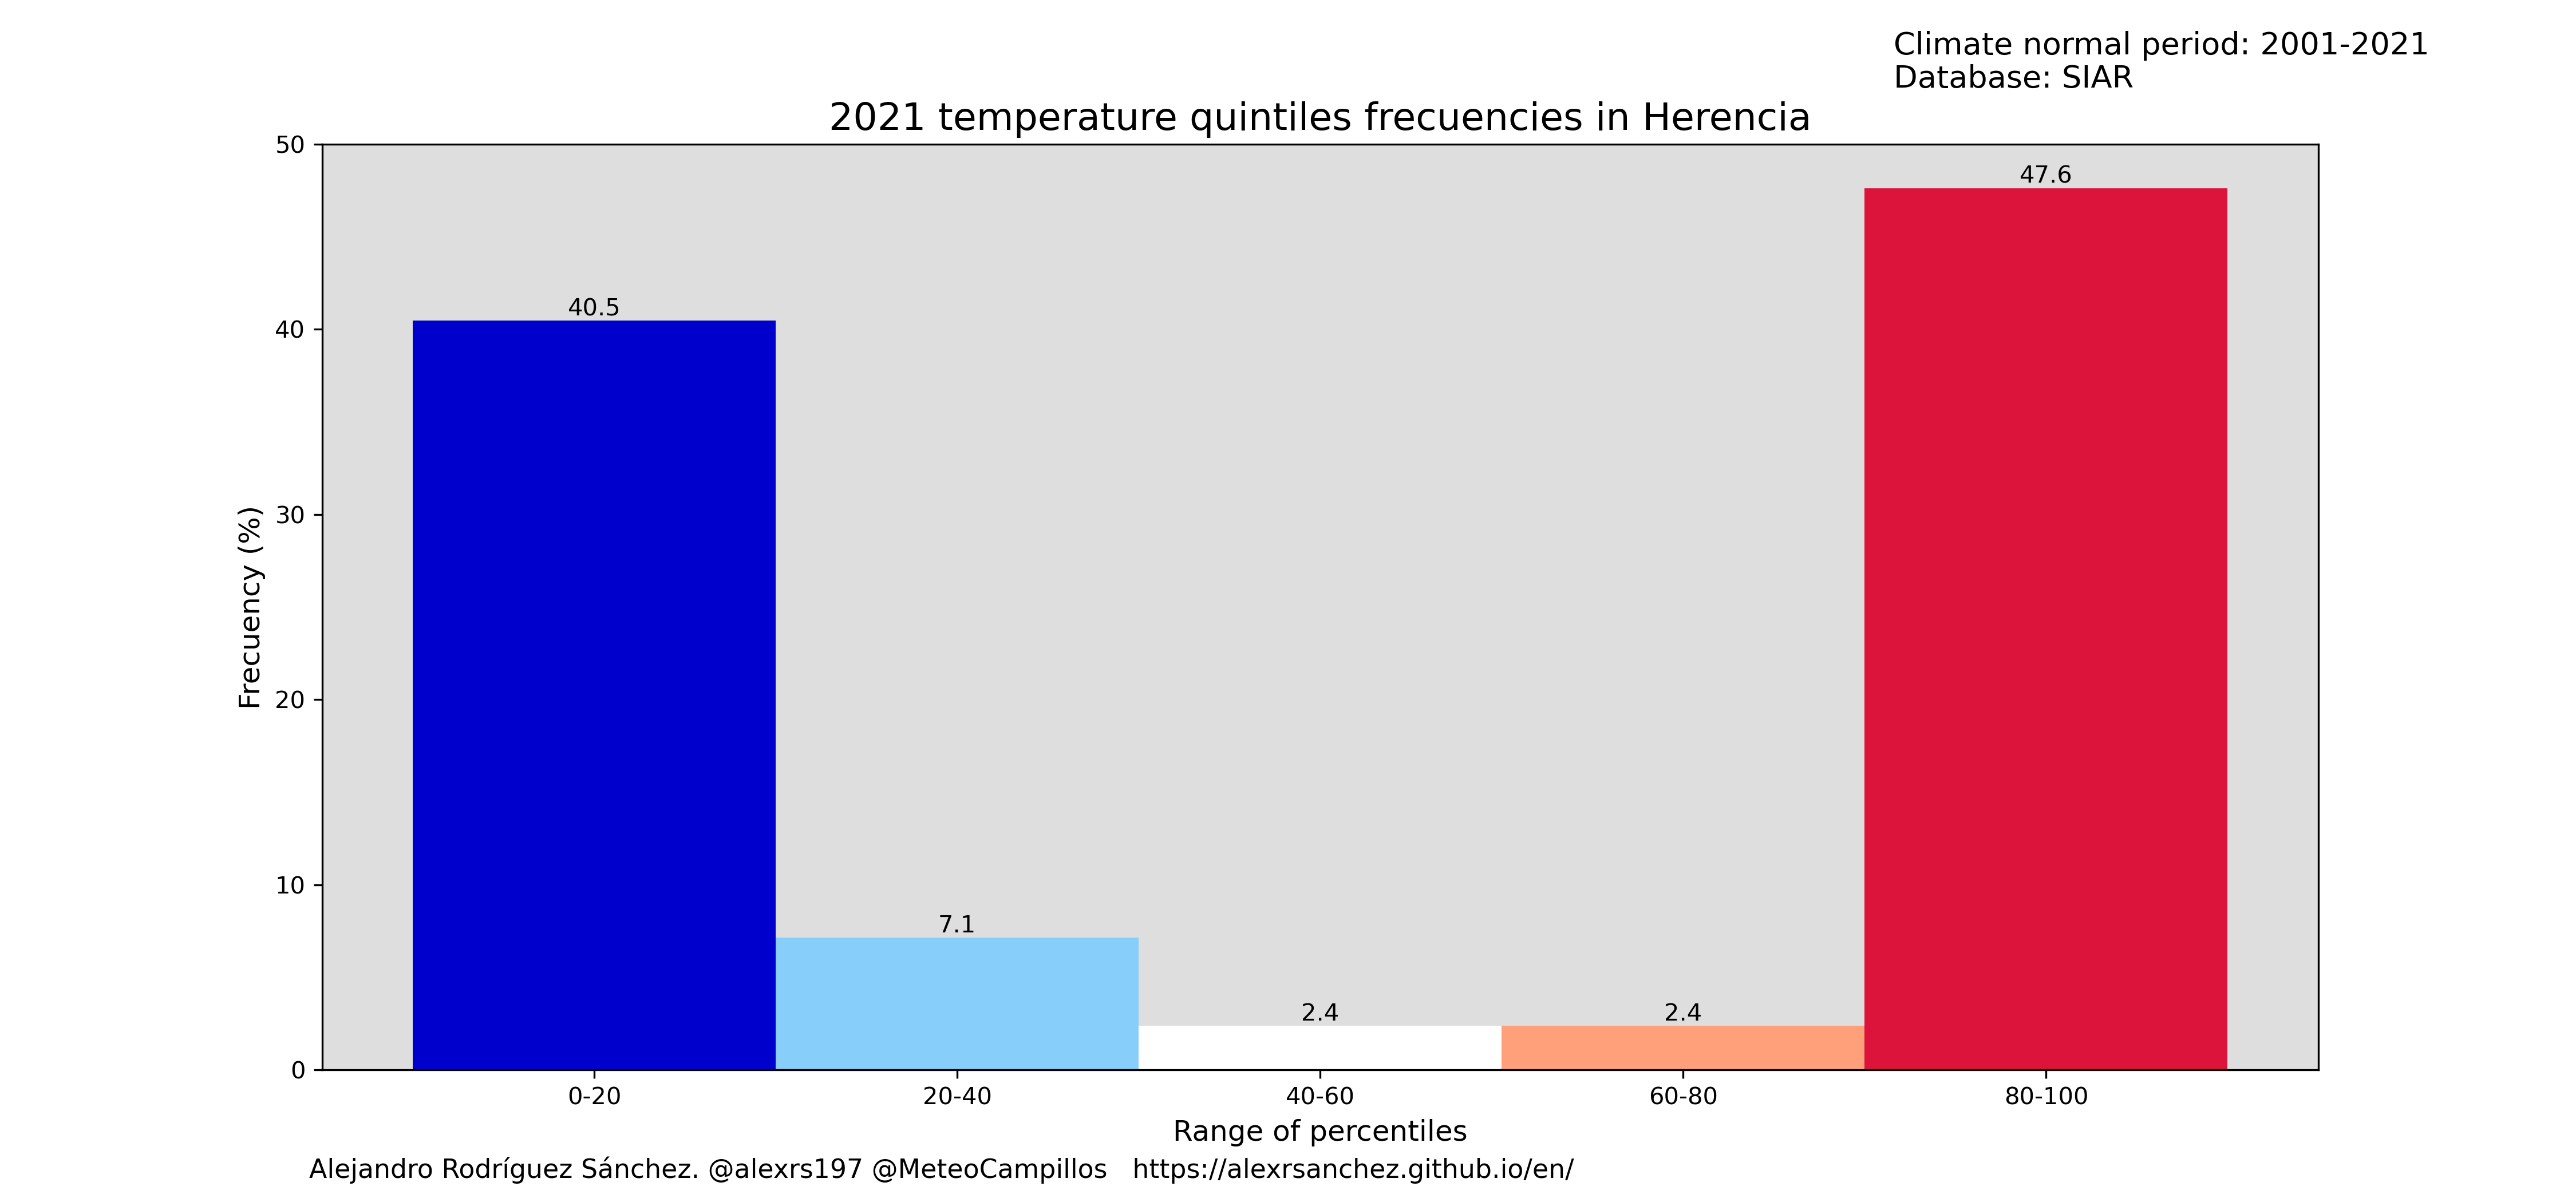 Climate normal period: 2001-2021
Database: SIAR
2021 temperature quintiles frecuencies in Herencia
50
47.6
40.5
40
30
Frecuency (%)
20
10
7.1
2.4
2.4
0
0-20
20-40
40-60
60-80
80-100
Range of percentiles
Alejandro Rodríguez Sánchez. @alexrs197 @MeteoCampillos https://alexrsanchez.github.io/en/